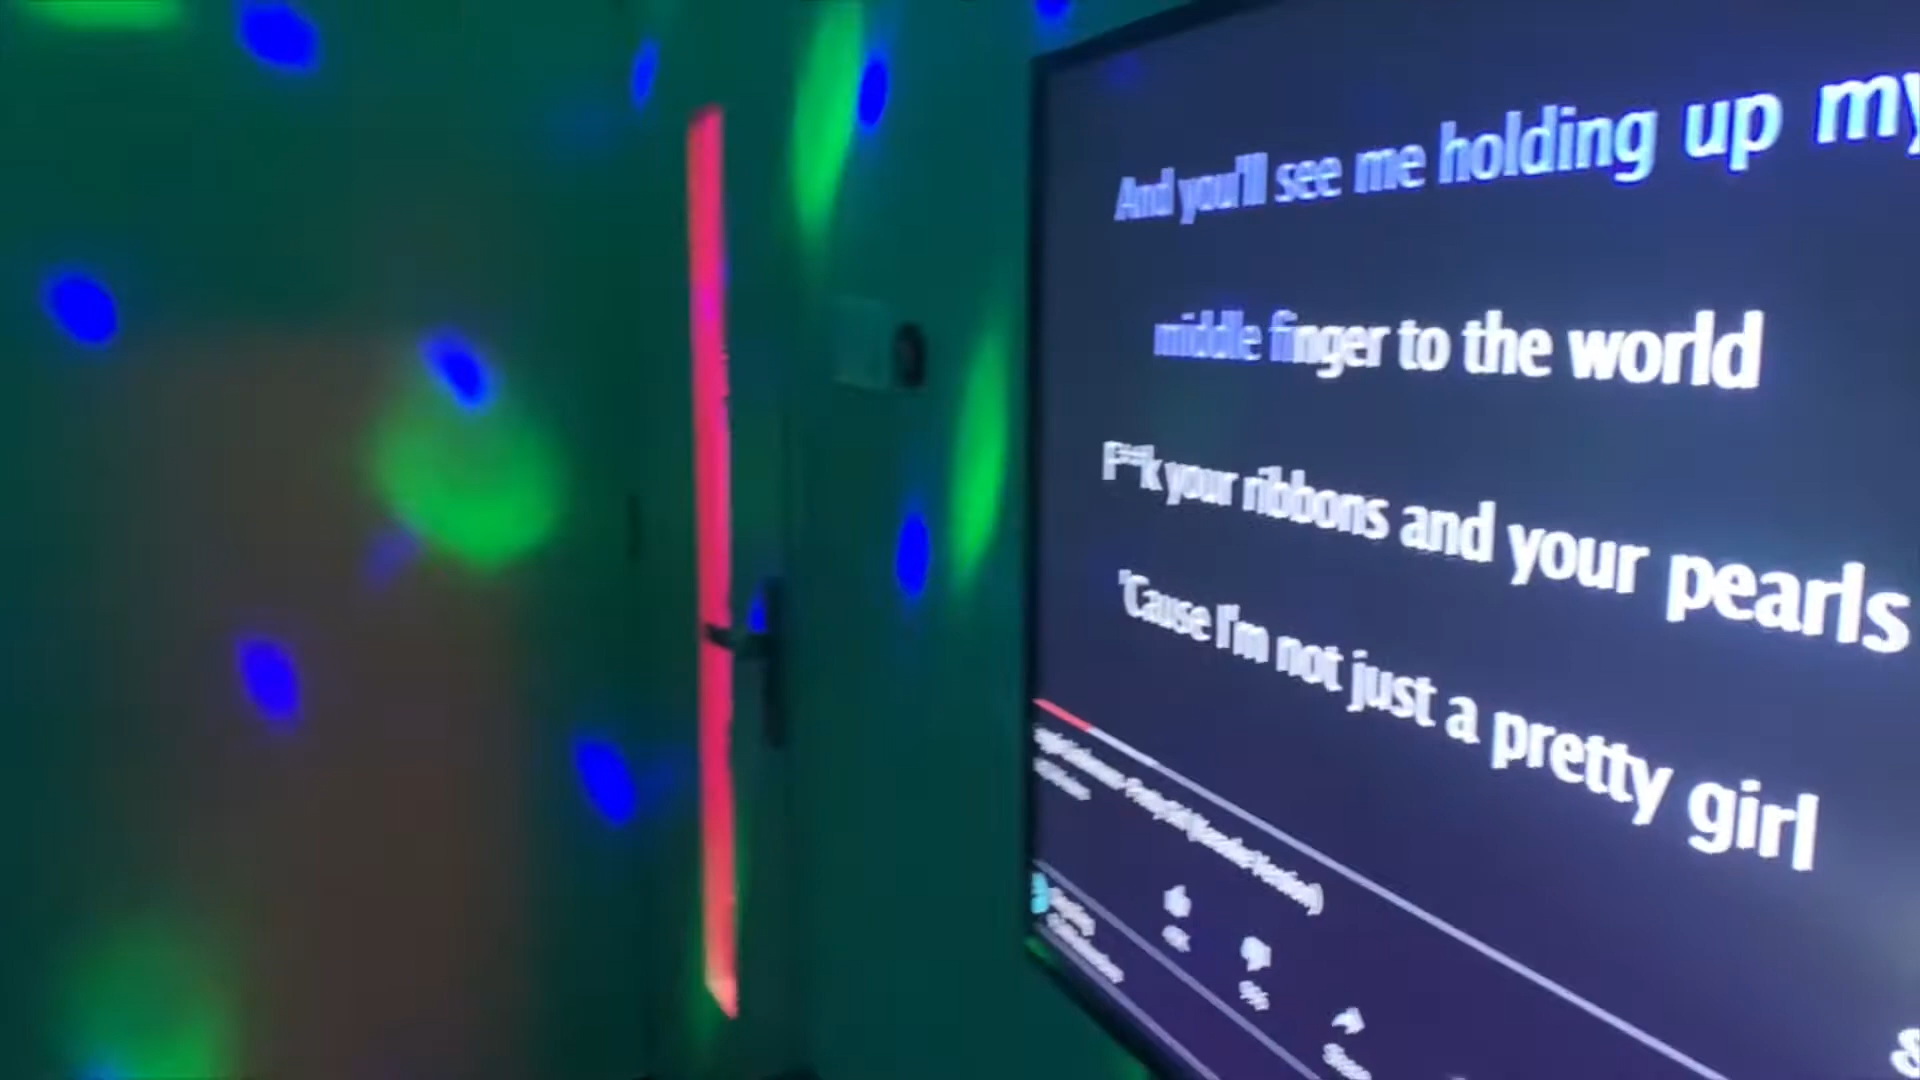 And you'll see me holding up my
middle finger to the world
F**k your ribbons and your pearls
'Cause I'm not just a pretty girl